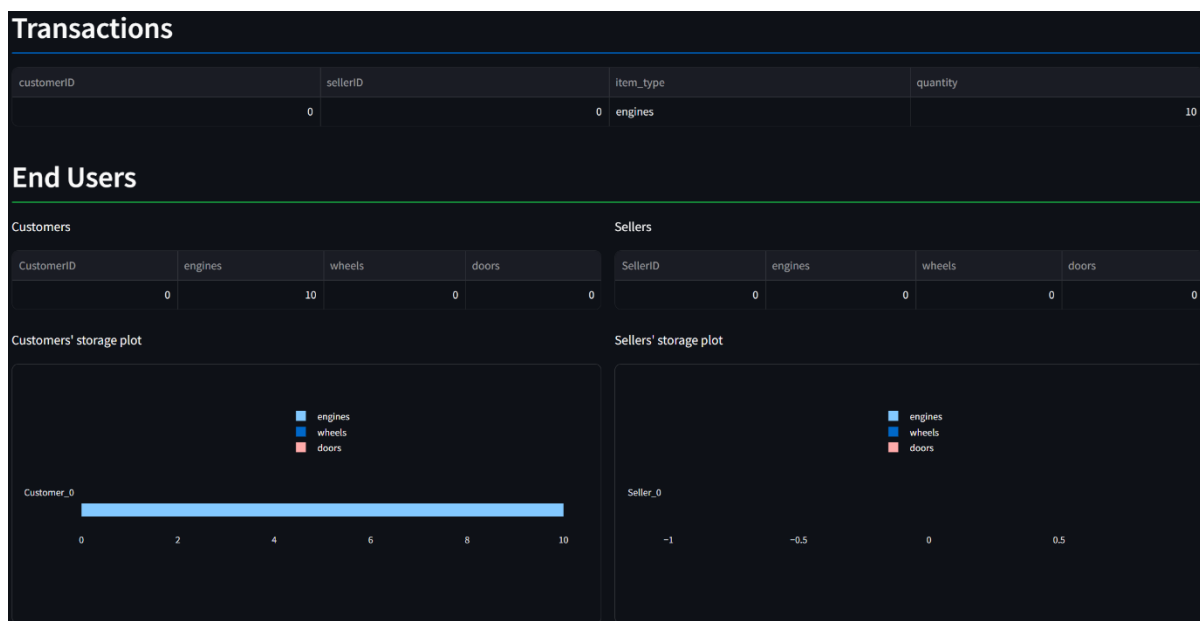 Transactions
customerID sellerID item_type quantity
0 0 engines 10
End Users
Customers
CustomerID engines wheels doors
0 10 0 0
Customers' storage plot
engines
wheels
doors
Customer_0
0 2 4 6 8 10
Sellers
SellerID engines wheels doors
0 0 0 0
Sellers' storage plot
engines
wheels
doors
Seller_0
−1 −0.5 0 0.5